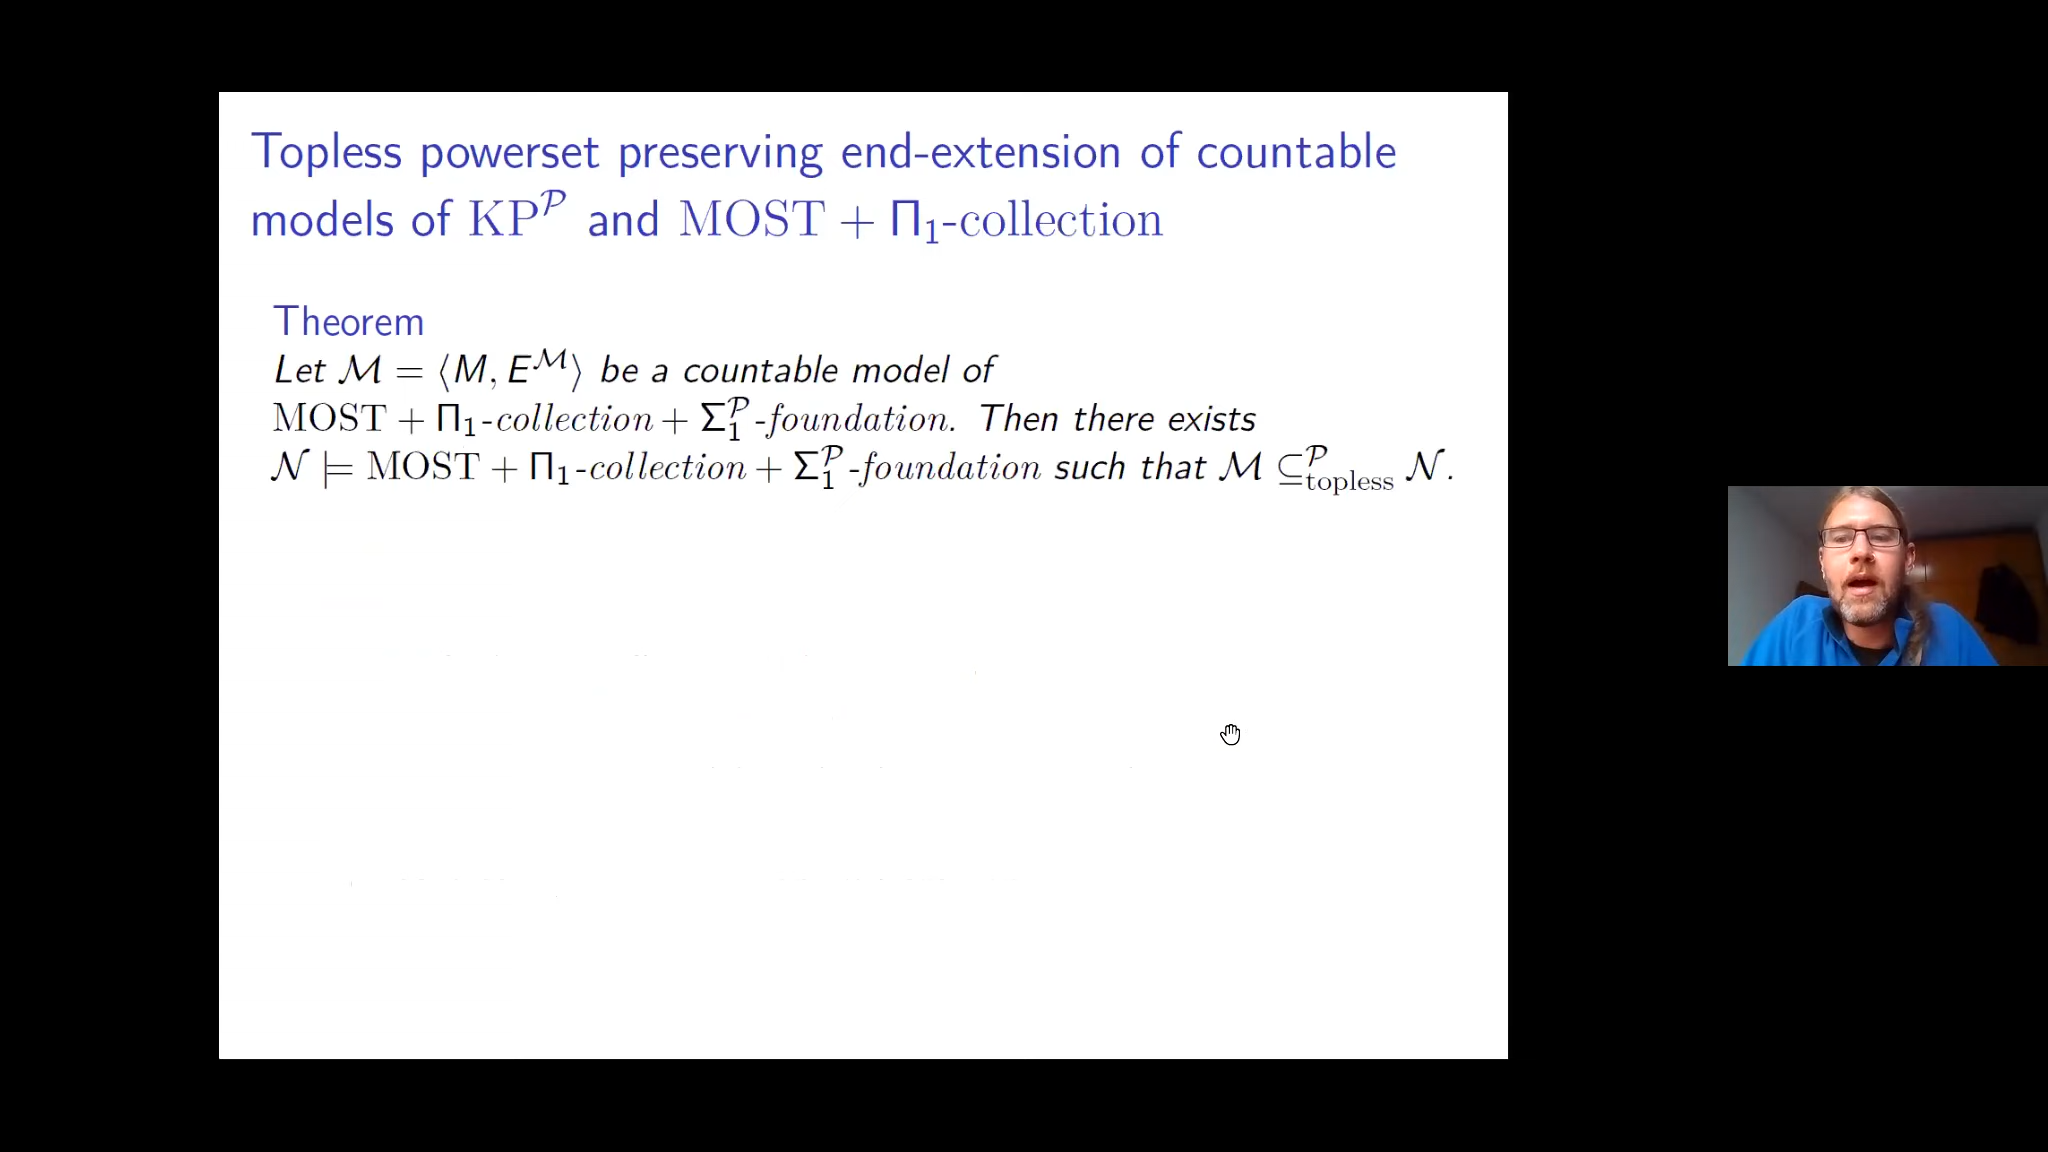 Topless powerset preserving end-extension of countable
models of KP^𝒫 and MOST + Π₁-collection
Theorem
Let ℳ = ⟨M, E^ℳ⟩ be a countable model of
MOST + Π₁-collection + Σ₁^𝒫-foundation. Then there exists
𝒩 ⊨ MOST + Π₁-collection + Σ₁^𝒫-foundation such that ℳ ⊆^𝒫_topless 𝒩.